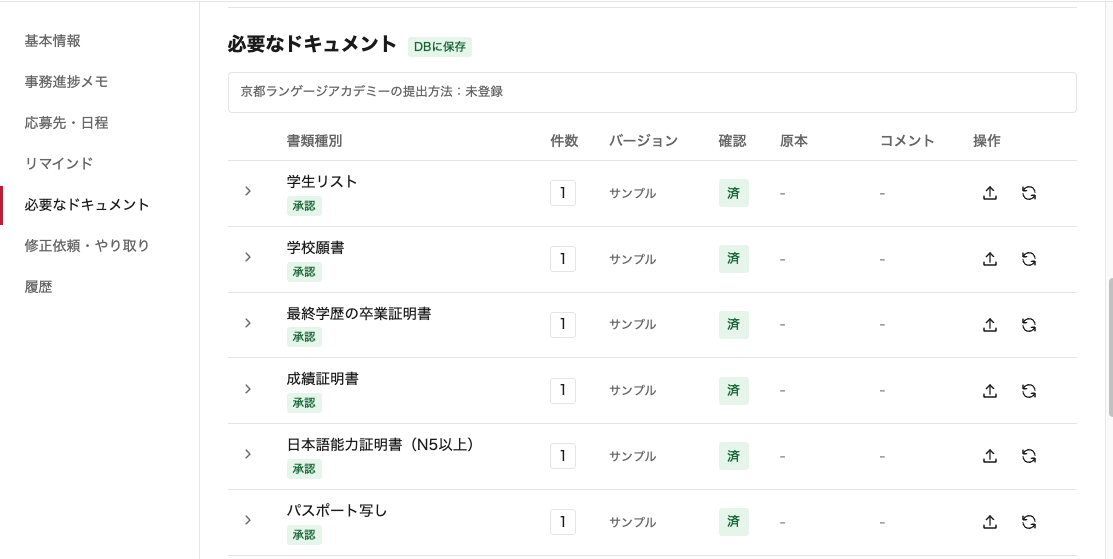 基本情報
事務進捗メモ
応募先・日程
リマインド
必要なドキュメント
修正依頼・やり取り
履歴
必要なドキュメント DBに保存
京都ランゲージアカデミーの提出方法：未登録
書類種別 件数 バージョン 確認 原本 コメント 操作
学生リスト
承認
1 サンプル 済 - -
学校願書
承認
1 サンプル 済 - -
最終学歴の卒業証明書
承認
1 サンプル 済 - -
成績証明書
承認
1 サンプル 済 - -
日本語能力証明書（N5以上）
承認
1 サンプル 済 - -
パスポート写し
承認
1 サンプル 済 - -